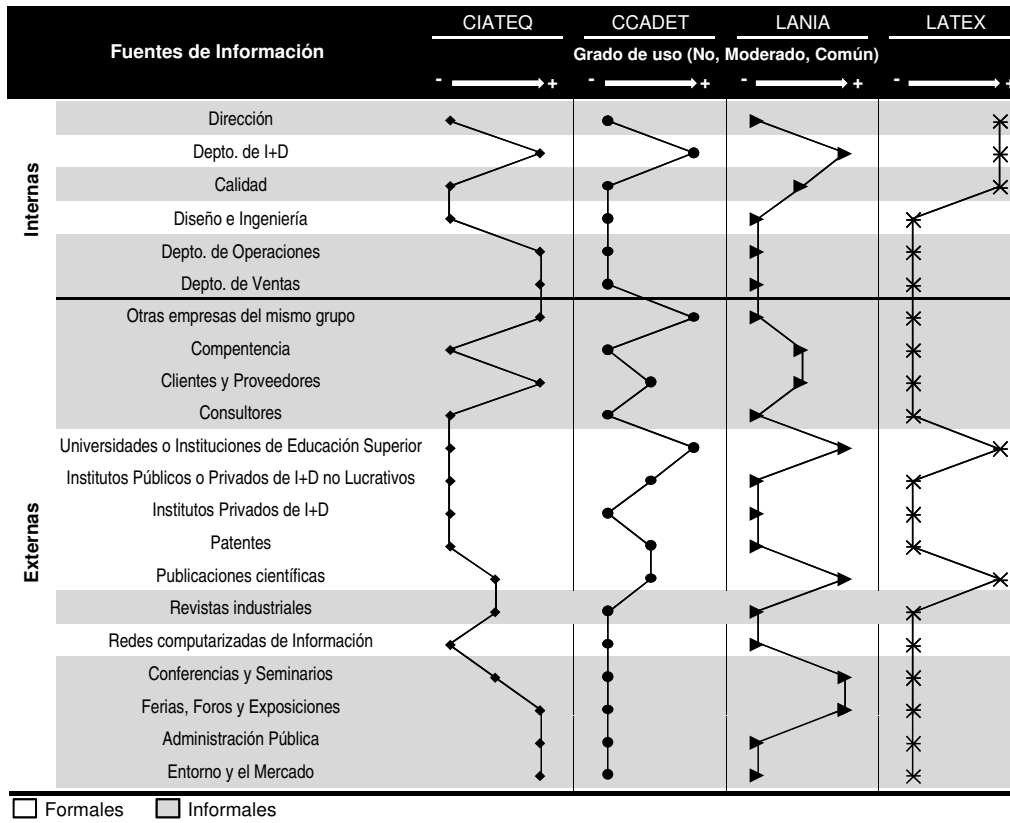 CIATEQ CCADET LANIA LATEX
Fuentes de Información
Grado de uso (No, Moderado, Común)
- + - + - + - +
Internas
Dirección
Depto. de I+D
Calidad
Diseño e Ingeniería
Depto. de Operaciones
Depto. de Ventas
Externas
Otras empresas del mismo grupo
Compentencia
Clientes y Proveedores
Consultores
Universidades o Instituciones de Educación Superior
Institutos Públicos o Privados de I+D no Lucrativos
Institutos Privados de I+D
Patentes
Publicaciones científicas
Revistas industriales
Redes computarizadas de Información
Conferencias y Seminarios
Ferias, Foros y Exposiciones
Administración Pública
Entorno y el Mercado
Formales Informales